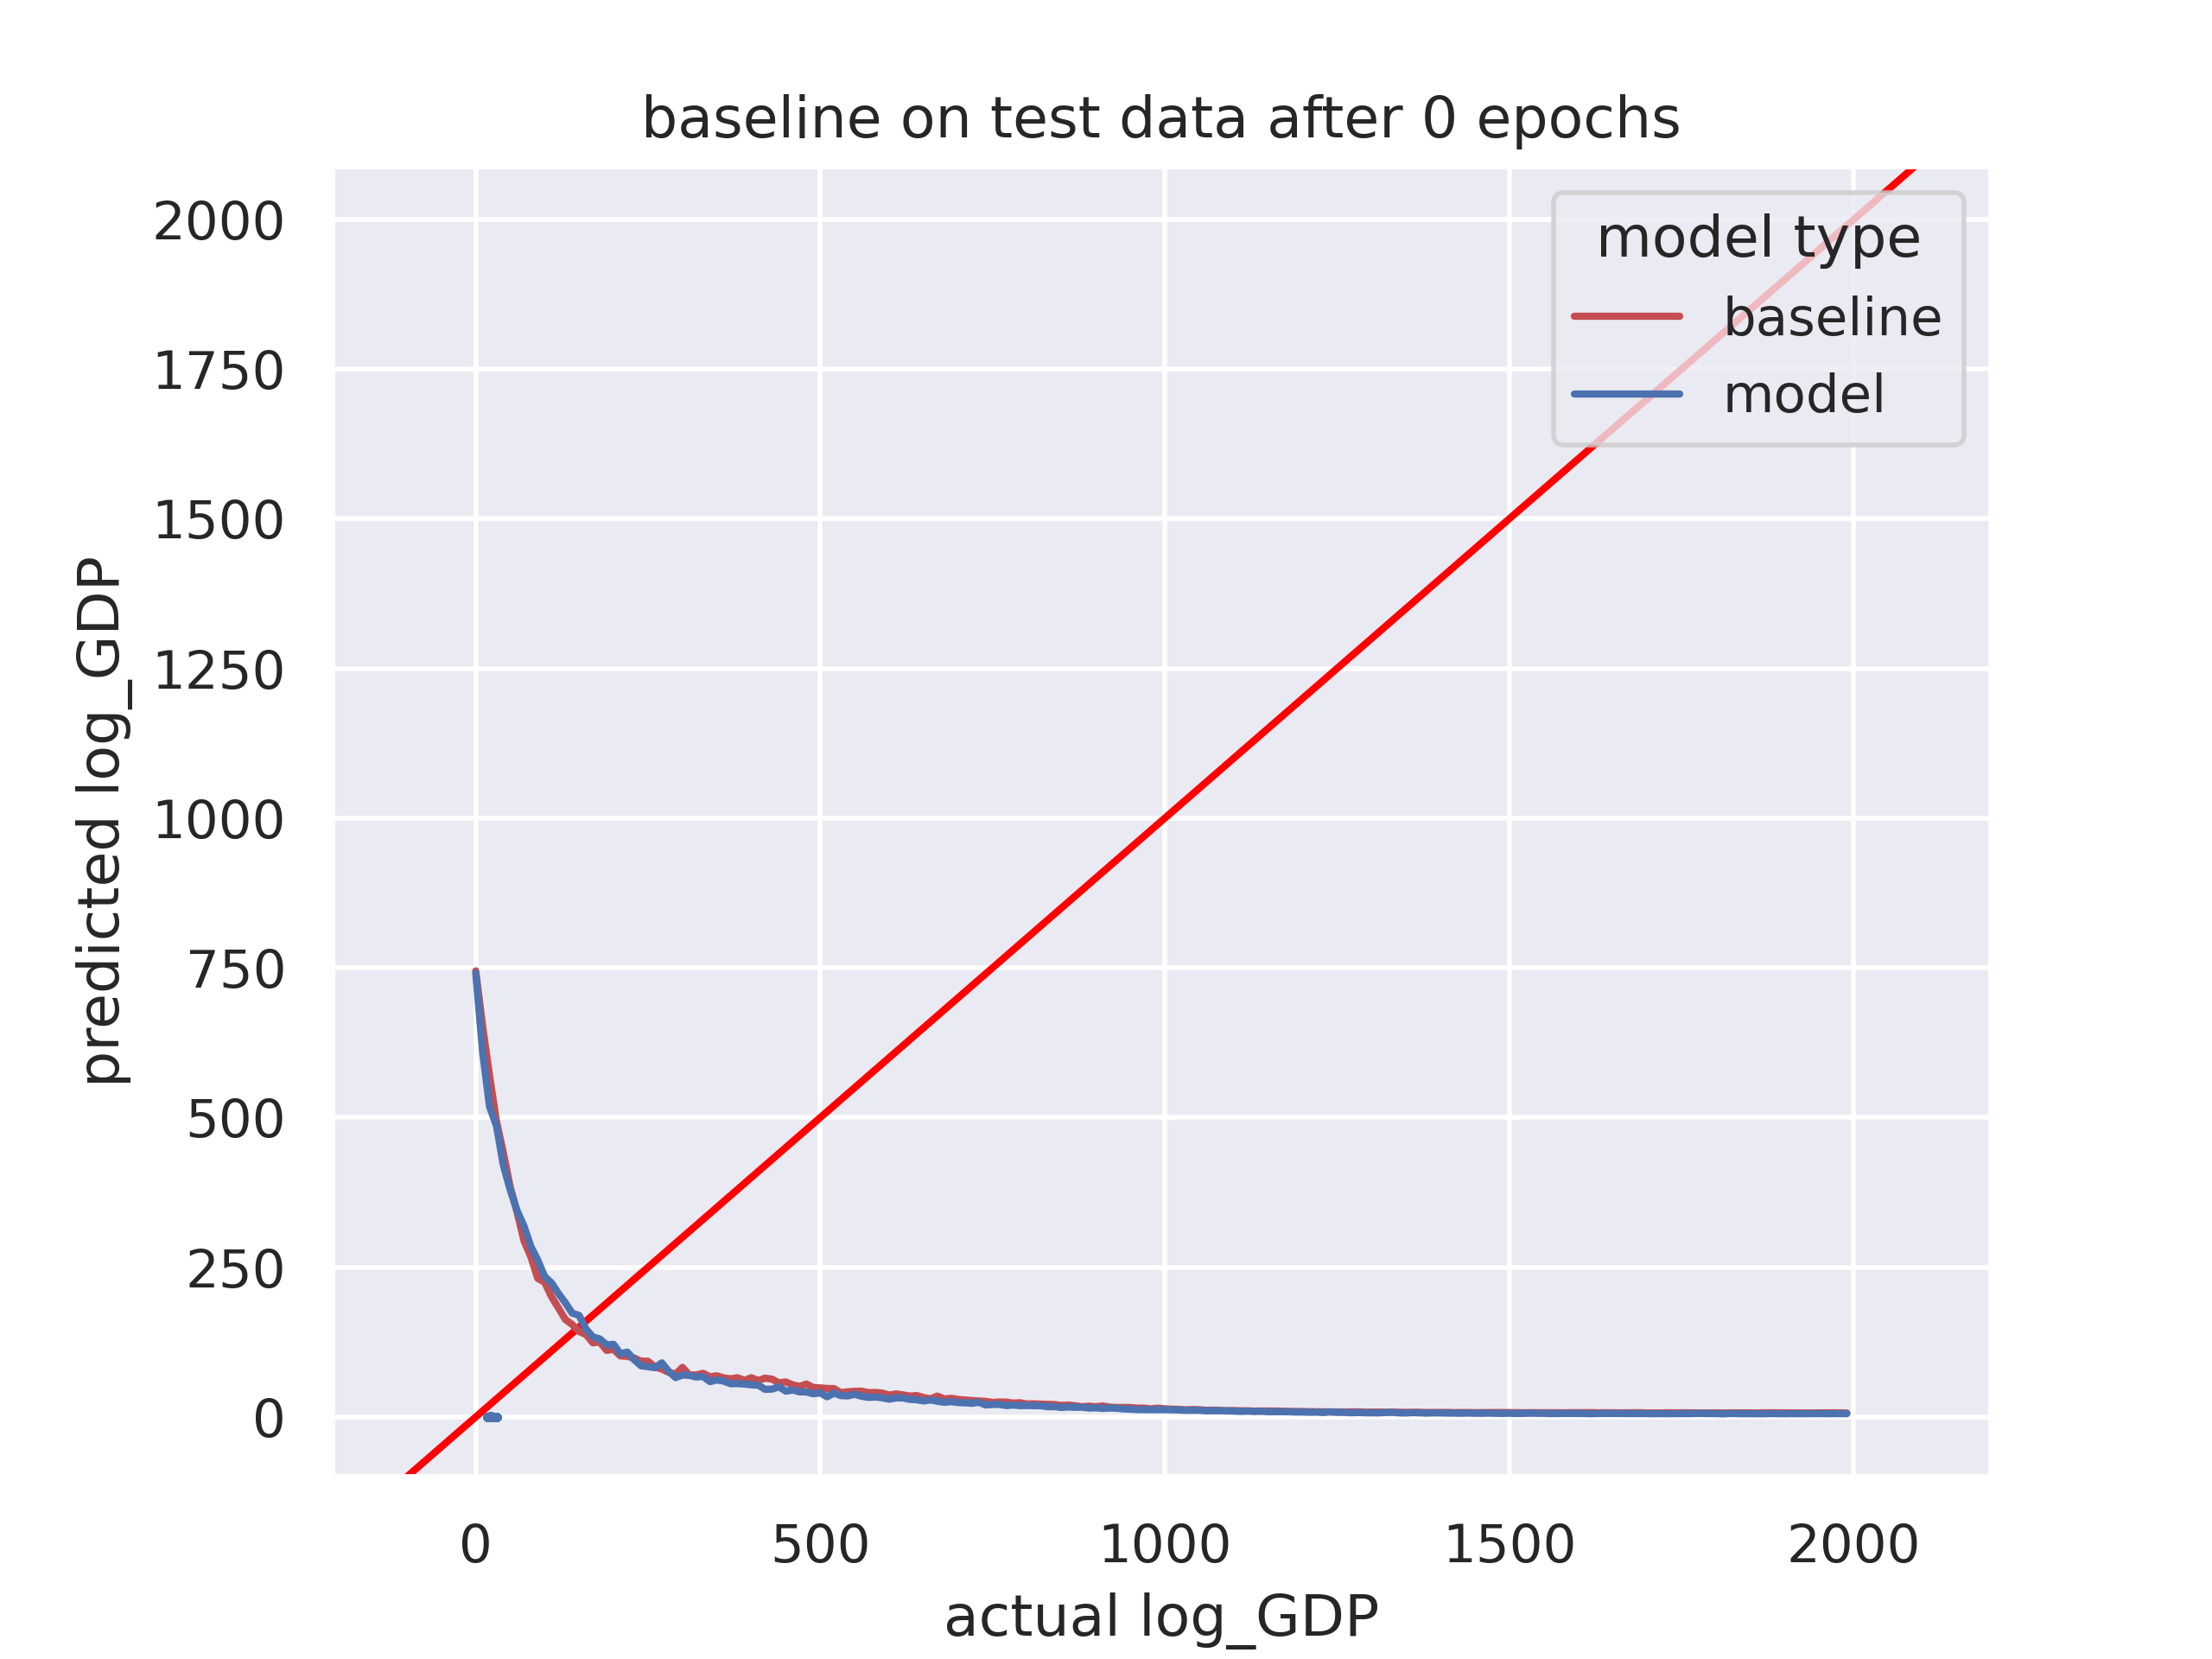 baseline on test data after 0 epochs
model type
baseline
model
predicted log_GDP
2000
1750
1500
1250
1000
750
500
250
0
0 500 1000 1500 2000
actual log_GDP